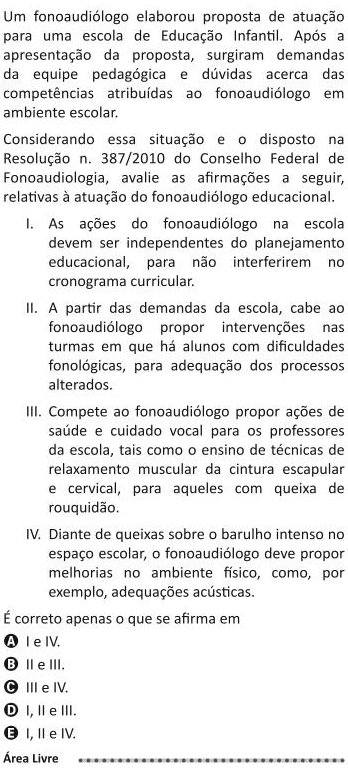 Um fonoaudiólogo elaborou proposta de atuação
para uma escola de Educação Infantil. Após a
apresentação da proposta, surgiram demandas
da equipe pedagógica e dúvidas acerca das
competências atribuídas ao fonoaudiólogo em
ambiente escolar.
Considerando essa situação e o disposto na
Resolução n. 387/2010 do Conselho Federal de
Fonoaudiologia, avalie as afirmações a seguir,
relativas à atuação do fonoaudiólogo educacional.
I. As ações do fonoaudiólogo na escola
devem ser independentes do planejamento
educacional, para não interferirem no
cronograma curricular.
II. A partir das demandas da escola, cabe ao
fonoaudiólogo propor intervenções nas
turmas em que há alunos com dificuldades
fonológicas, para adequação dos processos
alterados.
III. Compete ao fonoaudiólogo propor ações de
saúde e cuidado vocal para os professores
da escola, tais como o ensino de técnicas de
relaxamento muscular da cintura escapular
e cervical, para aqueles com queixa de
rouquidão.
IV. Diante de queixas sobre o barulho intenso no
espaço escolar, o fonoaudiólogo deve propor
melhorias no ambiente físico, como, por
exemplo, adequações acústicas.
É correto apenas o que se afirma em
A I e IV.
B II e III.
C III e IV.
D I, II e III.
E I, II e IV.
Área Livre